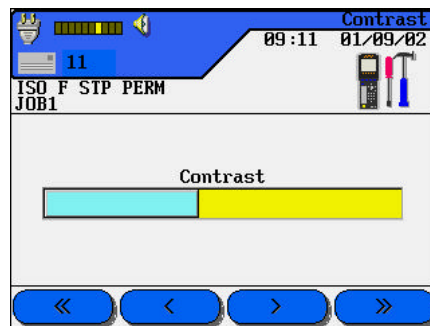 Contrast
09:11 01/09/02
11
ISO F STP PERM
JOB1
Contrast
« < > »